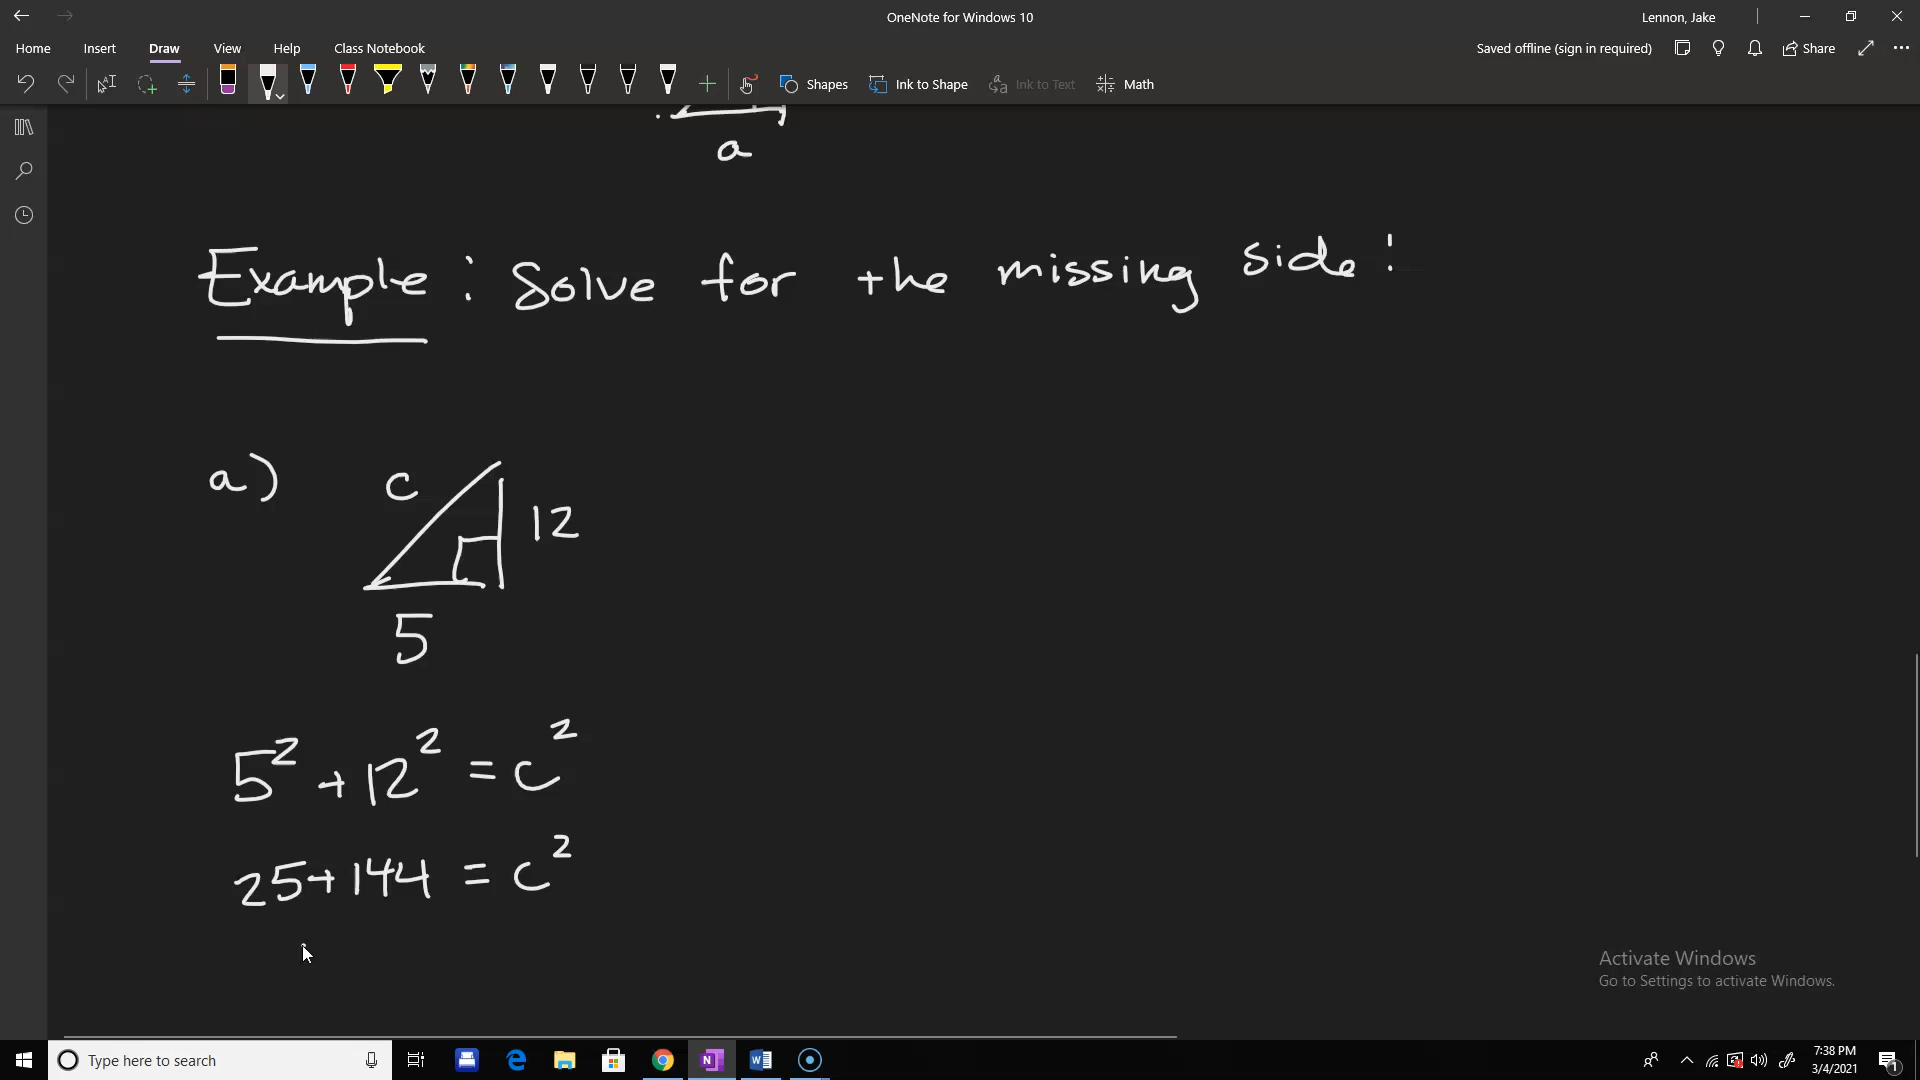 OneNote for Windows 10
Lennon, Jake
Home Insert Draw View Help Class Notebook
Saved offline (sign in required) Share
Shapes Ink to Shape Ink to Text Math
a
Example: Solve for the missing side!
a) c 12
5
5² + 12² = c²
25+144 = c²
Activate Windows
Go to Settings to activate Windows.
Type here to search
7:38 PM
3/4/2021
1